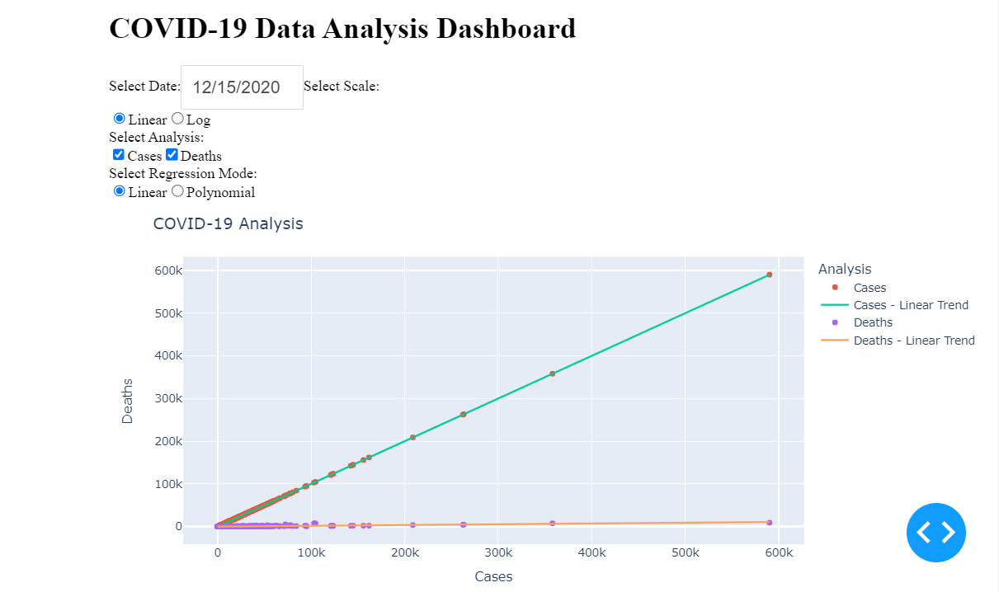 COVID-19 Data Analysis Dashboard
Select Date: 12/15/2020 Select Scale:
Linear Log
Select Analysis:
Cases Deaths
Select Regression Mode:
Linear Polynomial
COVID-19 Analysis
600k
500k
400k
300k
200k
100k
0
Deaths
0 100k 200k 300k 400k 500k 600k
Cases
Analysis
Cases
Cases - Linear Trend
Deaths
Deaths - Linear Trend